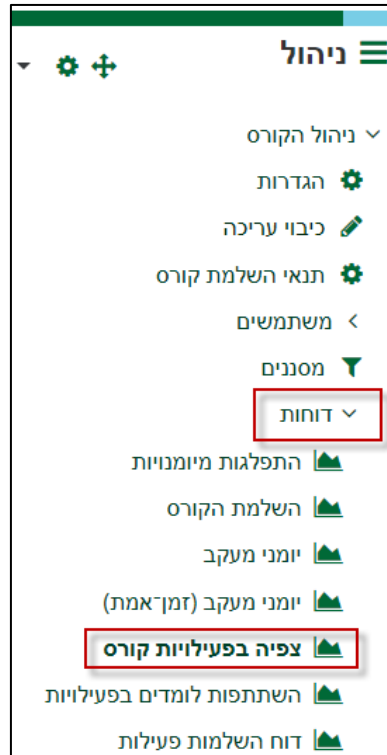 ניהול
ניהול הקורס
הגדרות
כיבוי עריכה
תנאי השלמת קורס
משתמשים
מסננים
דוחות
התפלגות מיומנויות
השלמת הקורס
יומני מעקב
יומני מעקב (זמן־אמת)
צפיה בפעילויות קורס
השתתפות לומדים בפעילויות
דוח השלמות פעילות